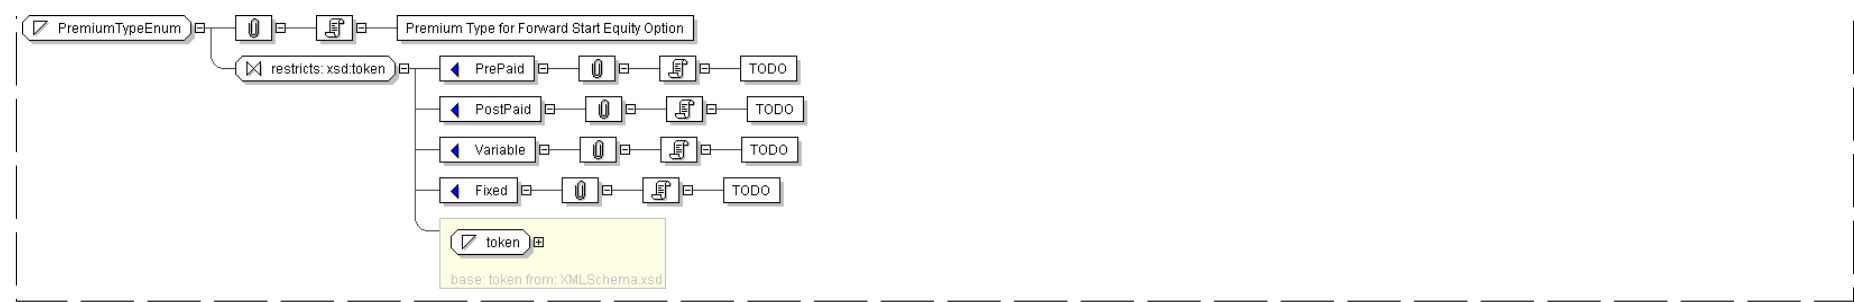 PremiumTypeEnum Premium Type for Forward Start Equity Option
restricts: xsd:token PrePaid TODO
PostPaid TODO
Variable TODO
Fixed TODO
token
base: token from: XMLSchema.xsd